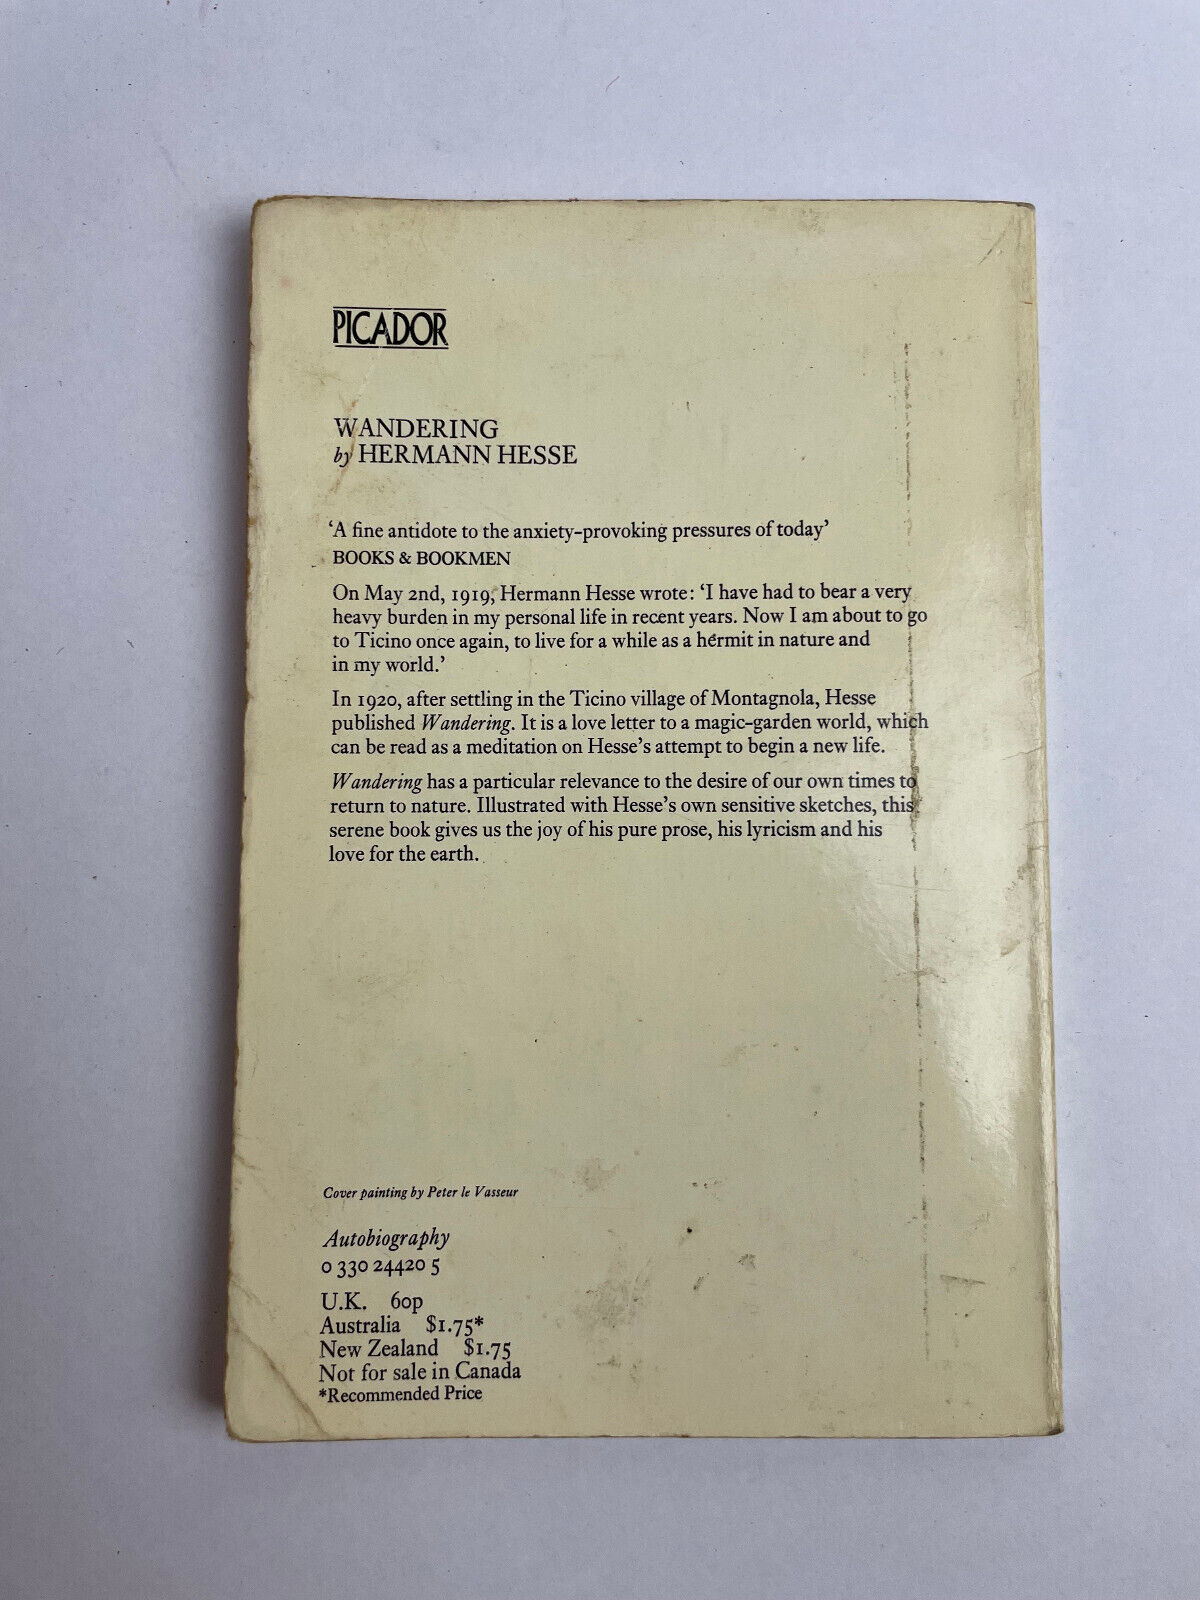 PICADOR
WANDERING
by HERMANN HESSE
‘A fine antidote to the anxiety-provoking pressures of today’
BOOKS & BOOKMEN
On May 2nd, 1919, Hermann Hesse wrote: ‘I have had to bear a very
heavy burden in my personal life in recent years. Now I am about to go
to Ticino once again, to live for a while as a hermit in nature and
in my world.’
In 1920, after settling in the Ticino village of Montagnola, Hesse
published Wandering. It is a love letter to a magic-garden world, which
can be read as a meditation on Hesse’s attempt to begin a new life.
Wandering has a particular relevance to the desire of our own times to
return to nature. Illustrated with Hesse’s own sensitive sketches, this
serene book gives us the joy of his pure prose, his lyricism and his
love for the earth.
Cover painting by Peter le Vasseur
Autobiography
0 330 24420 5
U.K. 60p
Australia $1.75*
New Zealand $1.75
Not for sale in Canada
*Recommended Price